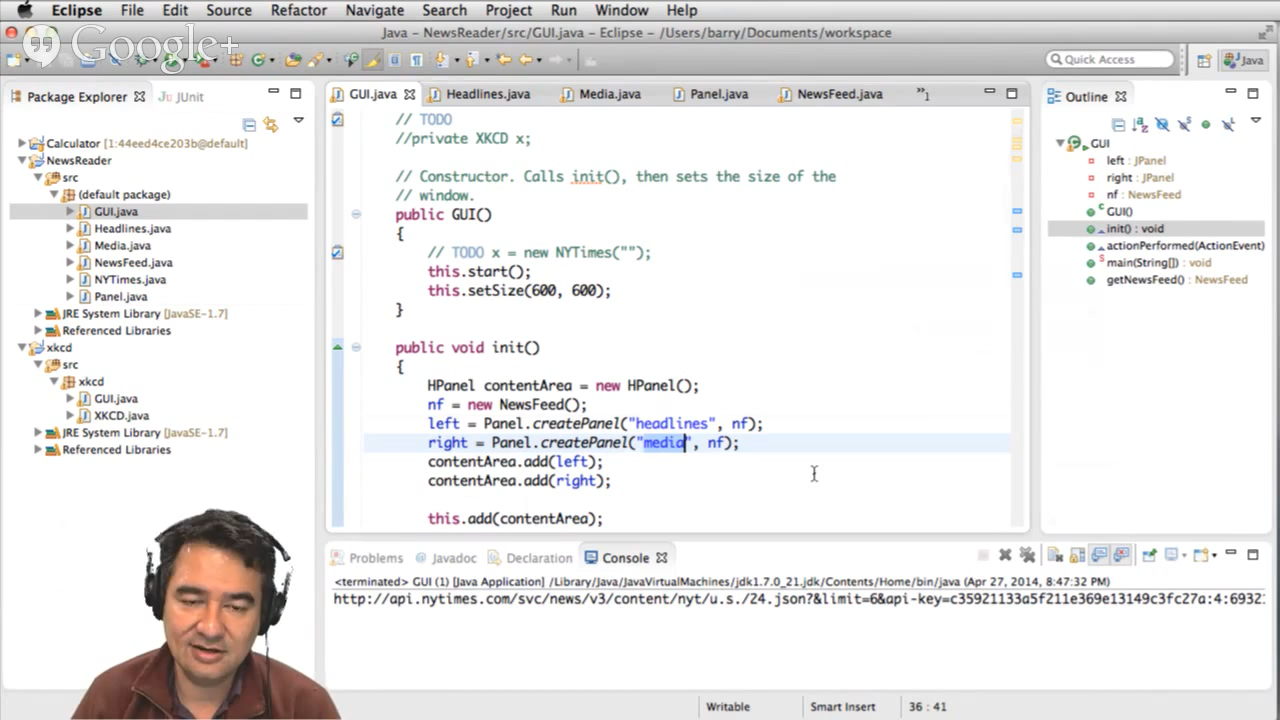 Eclipse File Edit Source Refactor Navigate Search Project Run Window Help
Java - NewsReader/src/GUI.java - Eclipse - /Users/barry/Documents/workspace
Google+
Quick Access
Java
Package Explorer
JUnit
Calculator [1:44eed4ce203b@default]
NewsReader
src
(default package)
GUI.java
Headlines.java
Media.java
NewsFeed.java
NYTimes.java
Panel.java
JRE System Library [JavaSE-1.7]
Referenced Libraries
xkcd
src
xkcd
GUI.java
XKCD.java
JRE System Library [JavaSE-1.7]
Referenced Libraries
GUI.java Headlines.java Media.java Panel.java NewsFeed.java »1
// TODO
//private XKCD x;
// Constructor. Calls init(), then sets the size of the
// window.
public GUI()
{
// TODO x = new NYTimes("");
this.start();
this.setSize(600, 600);
}
public void init()
{
HPanel contentArea = new HPanel();
nf = new NewsFeed();
left = Panel.createPanel("headlines", nf);
right = Panel.createPanel("media", nf);
contentArea.add(left);
contentArea.add(right);
this.add(contentArea);
Outline
GUI
left : JPanel
right : JPanel
nf : NewsFeed
GUI()
init() : void
actionPerformed(ActionEvent)
main(String[]) : void
getNewsFeed() : NewsFeed
Problems @ Javadoc Declaration Console
<terminated> GUI (1) [Java Application] /Library/Java/JavaVirtualMachines/jdk1.7.0_21.jdk/Contents/Home/bin/java (Apr 27, 2014, 8:47:32 PM)
http://api.nytimes.com/svc/news/v3/content/nyt/u.s./24.json?&limit=6&api-key=c35921133a5f211e369e13149c3fc27a:4:6932
Writable Smart Insert 36 : 41